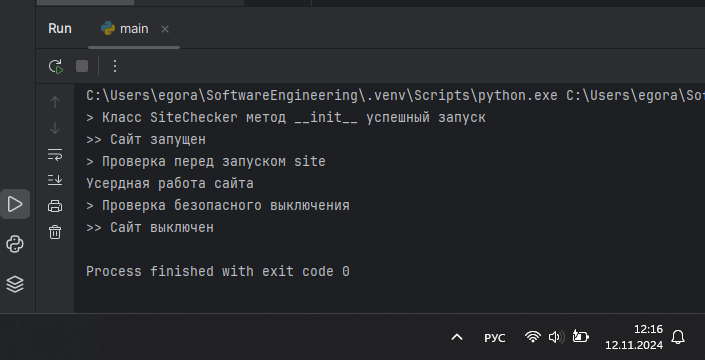 Run
main
C:\Users\egora\SoftwareEngineering\.venv\Scripts\python.exe C:\Users\egora\Sof
> Класс SiteChecker метод __init__ успешный запуск
>> Сайт запущен
> Проверка перед запуском site
Усердная работа сайта
> Проверка безопасного выключения
>> Сайт выключен
Process finished with exit code 0
РУС
12:16
12.11.2024